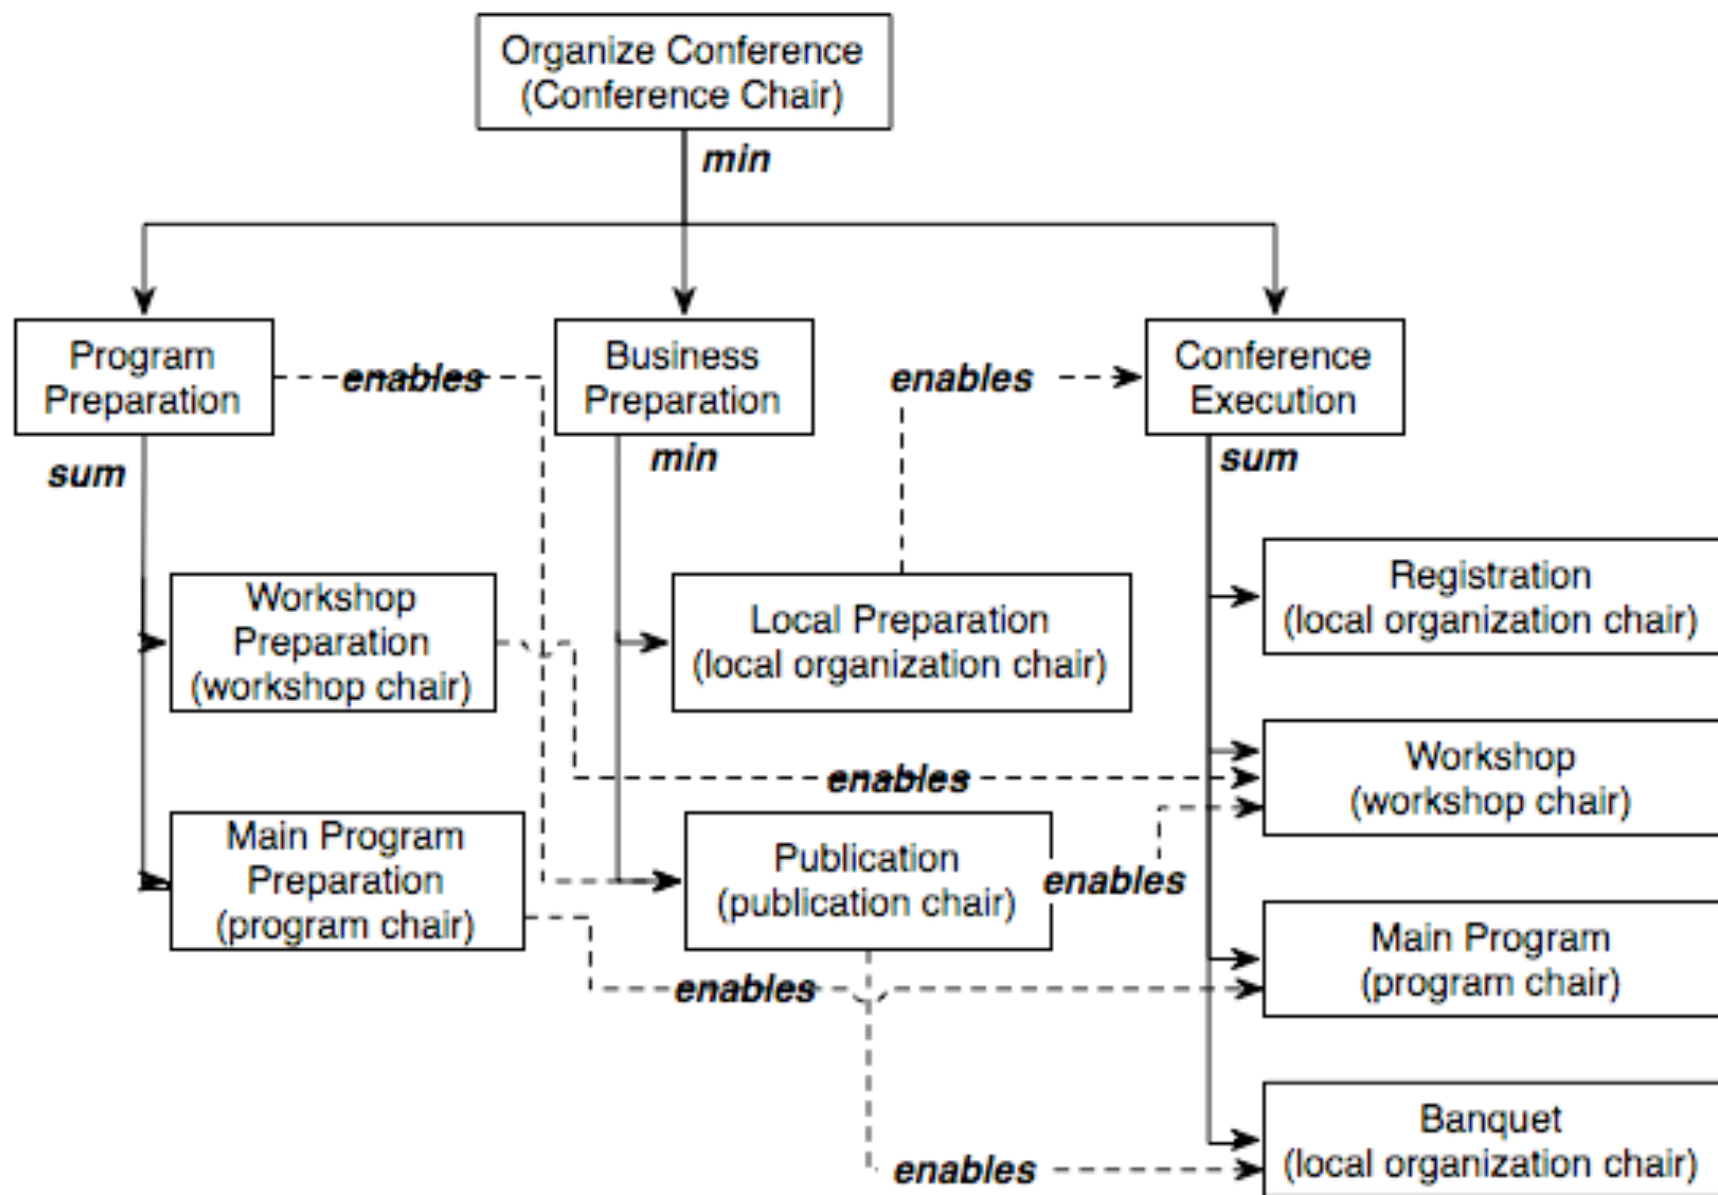 Organize Conference
(Conference Chair)
min
Program
Preparation
enables
Business
Preparation
enables
Conference
Execution
sum
min
sum
Workshop
Preparation
(workshop chair)
Local Preparation
(local organization chair)
Registration
(local organization chair)
enables
Workshop
(workshop chair)
Main Program
Preparation
(program chair)
Publication
(publication chair)
enables
enables
Main Program
(program chair)
enables
Banquet
(local organization chair)